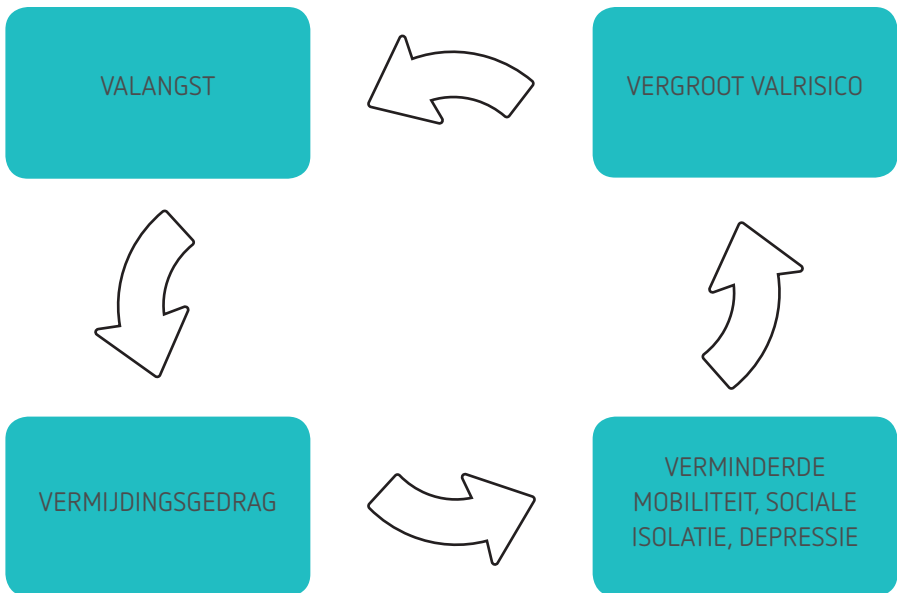 VALANGST
VERGROOT VALRISICO
VERMIJDINGSGEDRAG
VERMINDERDE
MOBILITEIT, SOCIALE
ISOLATIE, DEPRESSIE